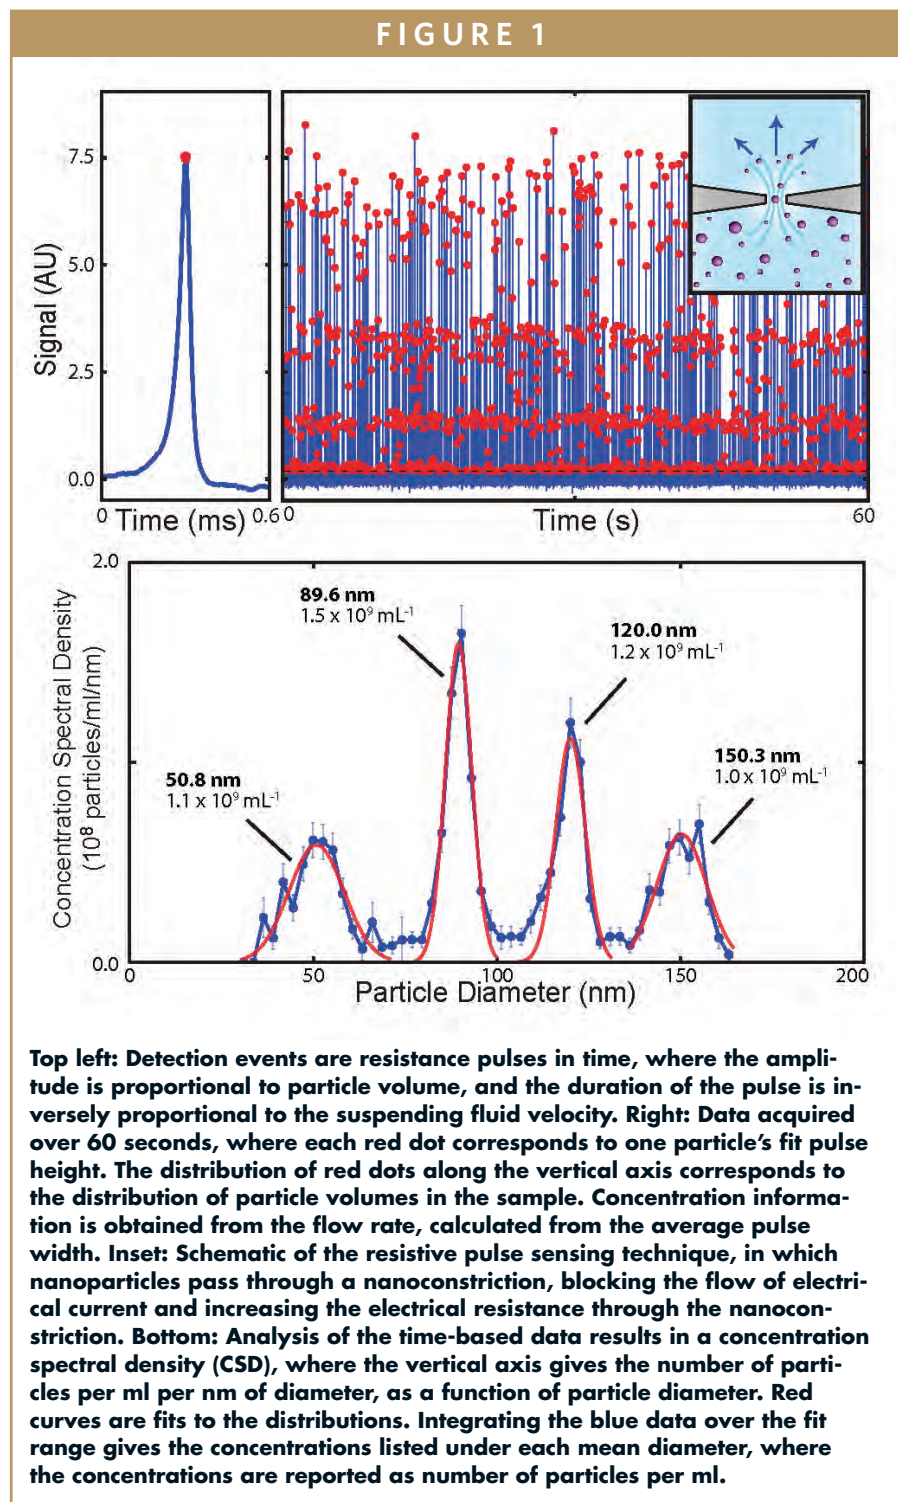 FIGURE 1
7.5
5.0
2.5
0.0
Signal (AU)
0 Time (ms) 0.6
0 Time (s) 60
2.0
0.0
Concentration Spectral Density
(10⁸ particles/ml/nm)
89.6 nm
1.5 x 10⁹ mL⁻¹
120.0 nm
1.2 x 10⁹ mL⁻¹
50.8 nm
1.1 x 10⁹ mL⁻¹
150.3 nm
1.0 x 10⁹ mL⁻¹
0 50 100 150 200
Particle Diameter (nm)
Top left: Detection events are resistance pulses in time, where the ampli-
tude is proportional to particle volume, and the duration of the pulse is in-
versely proportional to the suspending fluid velocity. Right: Data acquired
over 60 seconds, where each red dot corresponds to one particle’s fit pulse
height. The distribution of red dots along the vertical axis corresponds to
the distribution of particle volumes in the sample. Concentration informa-
tion is obtained from the flow rate, calculated from the average pulse
width. Inset: Schematic of the resistive pulse sensing technique, in which
nanoparticles pass through a nanoconstriction, blocking the flow of electri-
cal current and increasing the electrical resistance through the nanocon-
striction. Bottom: Analysis of the time-based data results in a concentration
spectral density (CSD), where the vertical axis gives the number of parti-
cles per ml per nm of diameter, as a function of particle diameter. Red
curves are fits to the distributions. Integrating the blue data over the fit
range gives the concentrations listed under each mean diameter, where
the concentrations are reported as number of particles per ml.